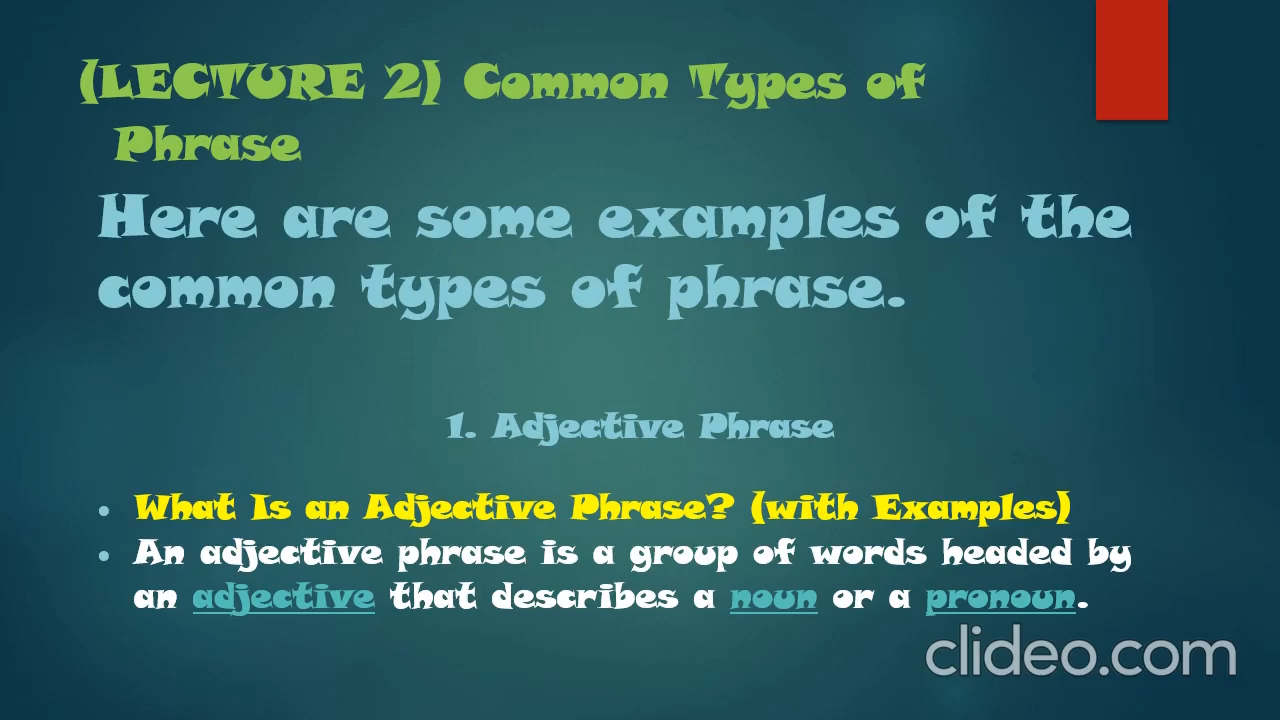 (LECTURE 2) Common Types of
Phrase
Here are some examples of the
common types of phrase.
1. Adjective Phrase
• What Is an Adjective Phrase? (with Examples)
• An adjective phrase is a group of words headed by
an adjective that describes a noun or a pronoun.
clideo.com